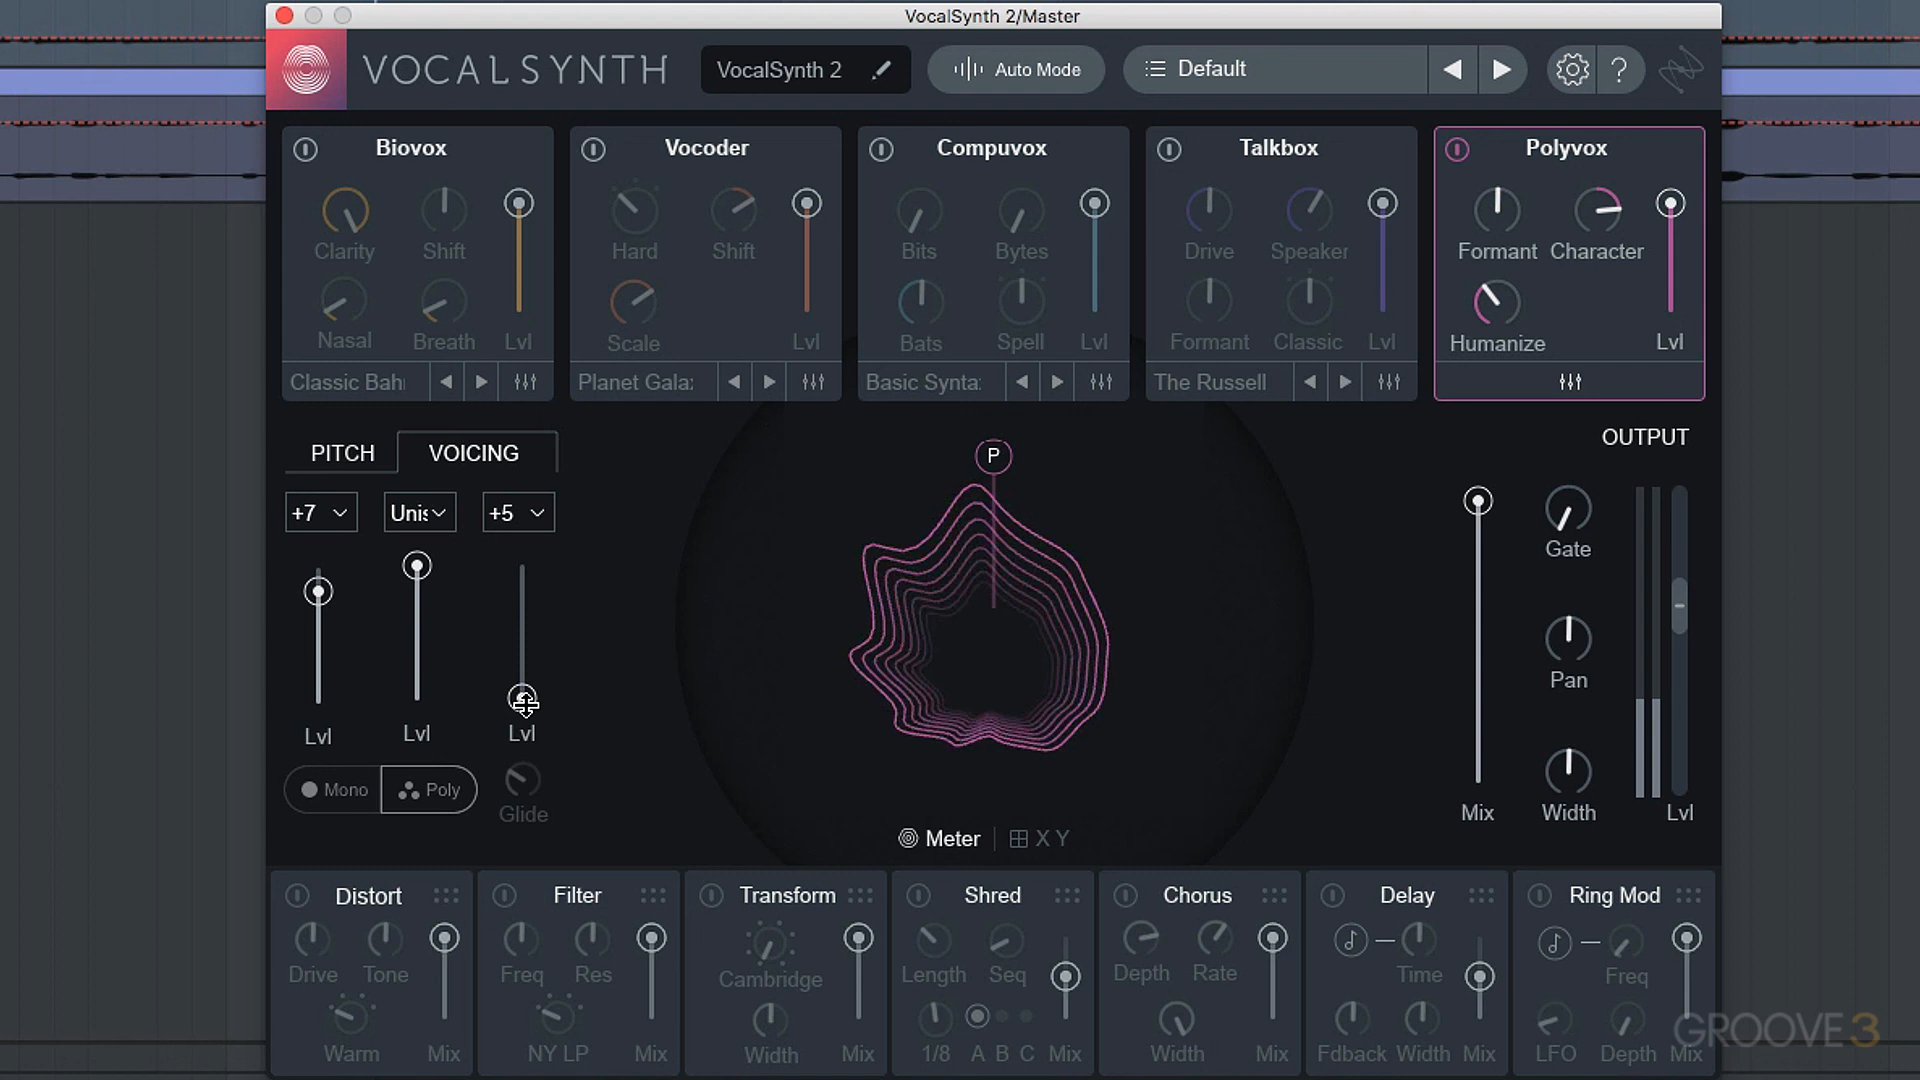 VocalSynth 2/Master
VOCALSYNTH
VocalSynth 2
Auto Mode
Default
?
Biovox
Clarity Shift
Nasal Breath Lvl
Classic Bah
Vocoder
Hard Shift
Scale Lvl
Planet Gala:
Compuvox
Bits Bytes
Bats Spell Lvl
Basic Synta:
Talkbox
Drive Speaker
Formant Classic Lvl
The Russell
Polyvox
Formant Character
Humanize Lvl
PITCH VOICING
+7 Unis +5
Lvl Lvl Lvl
Mono Poly
Glide
P
Meter X Y
OUTPUT
Gate
Pan
Mix Width Lvl
Distort
Drive Tone
Warm Mix
Filter
Freq Res
NY LP Mix
Transform
Cambridge
Width Mix
Shred
Length Seq
1/8 A B C Mix
Chorus
Depth Rate
Width Mix
Delay
Time
Fdback Width Mix
Ring Mod
Freq
LFO Depth Mix
GROOVE 3